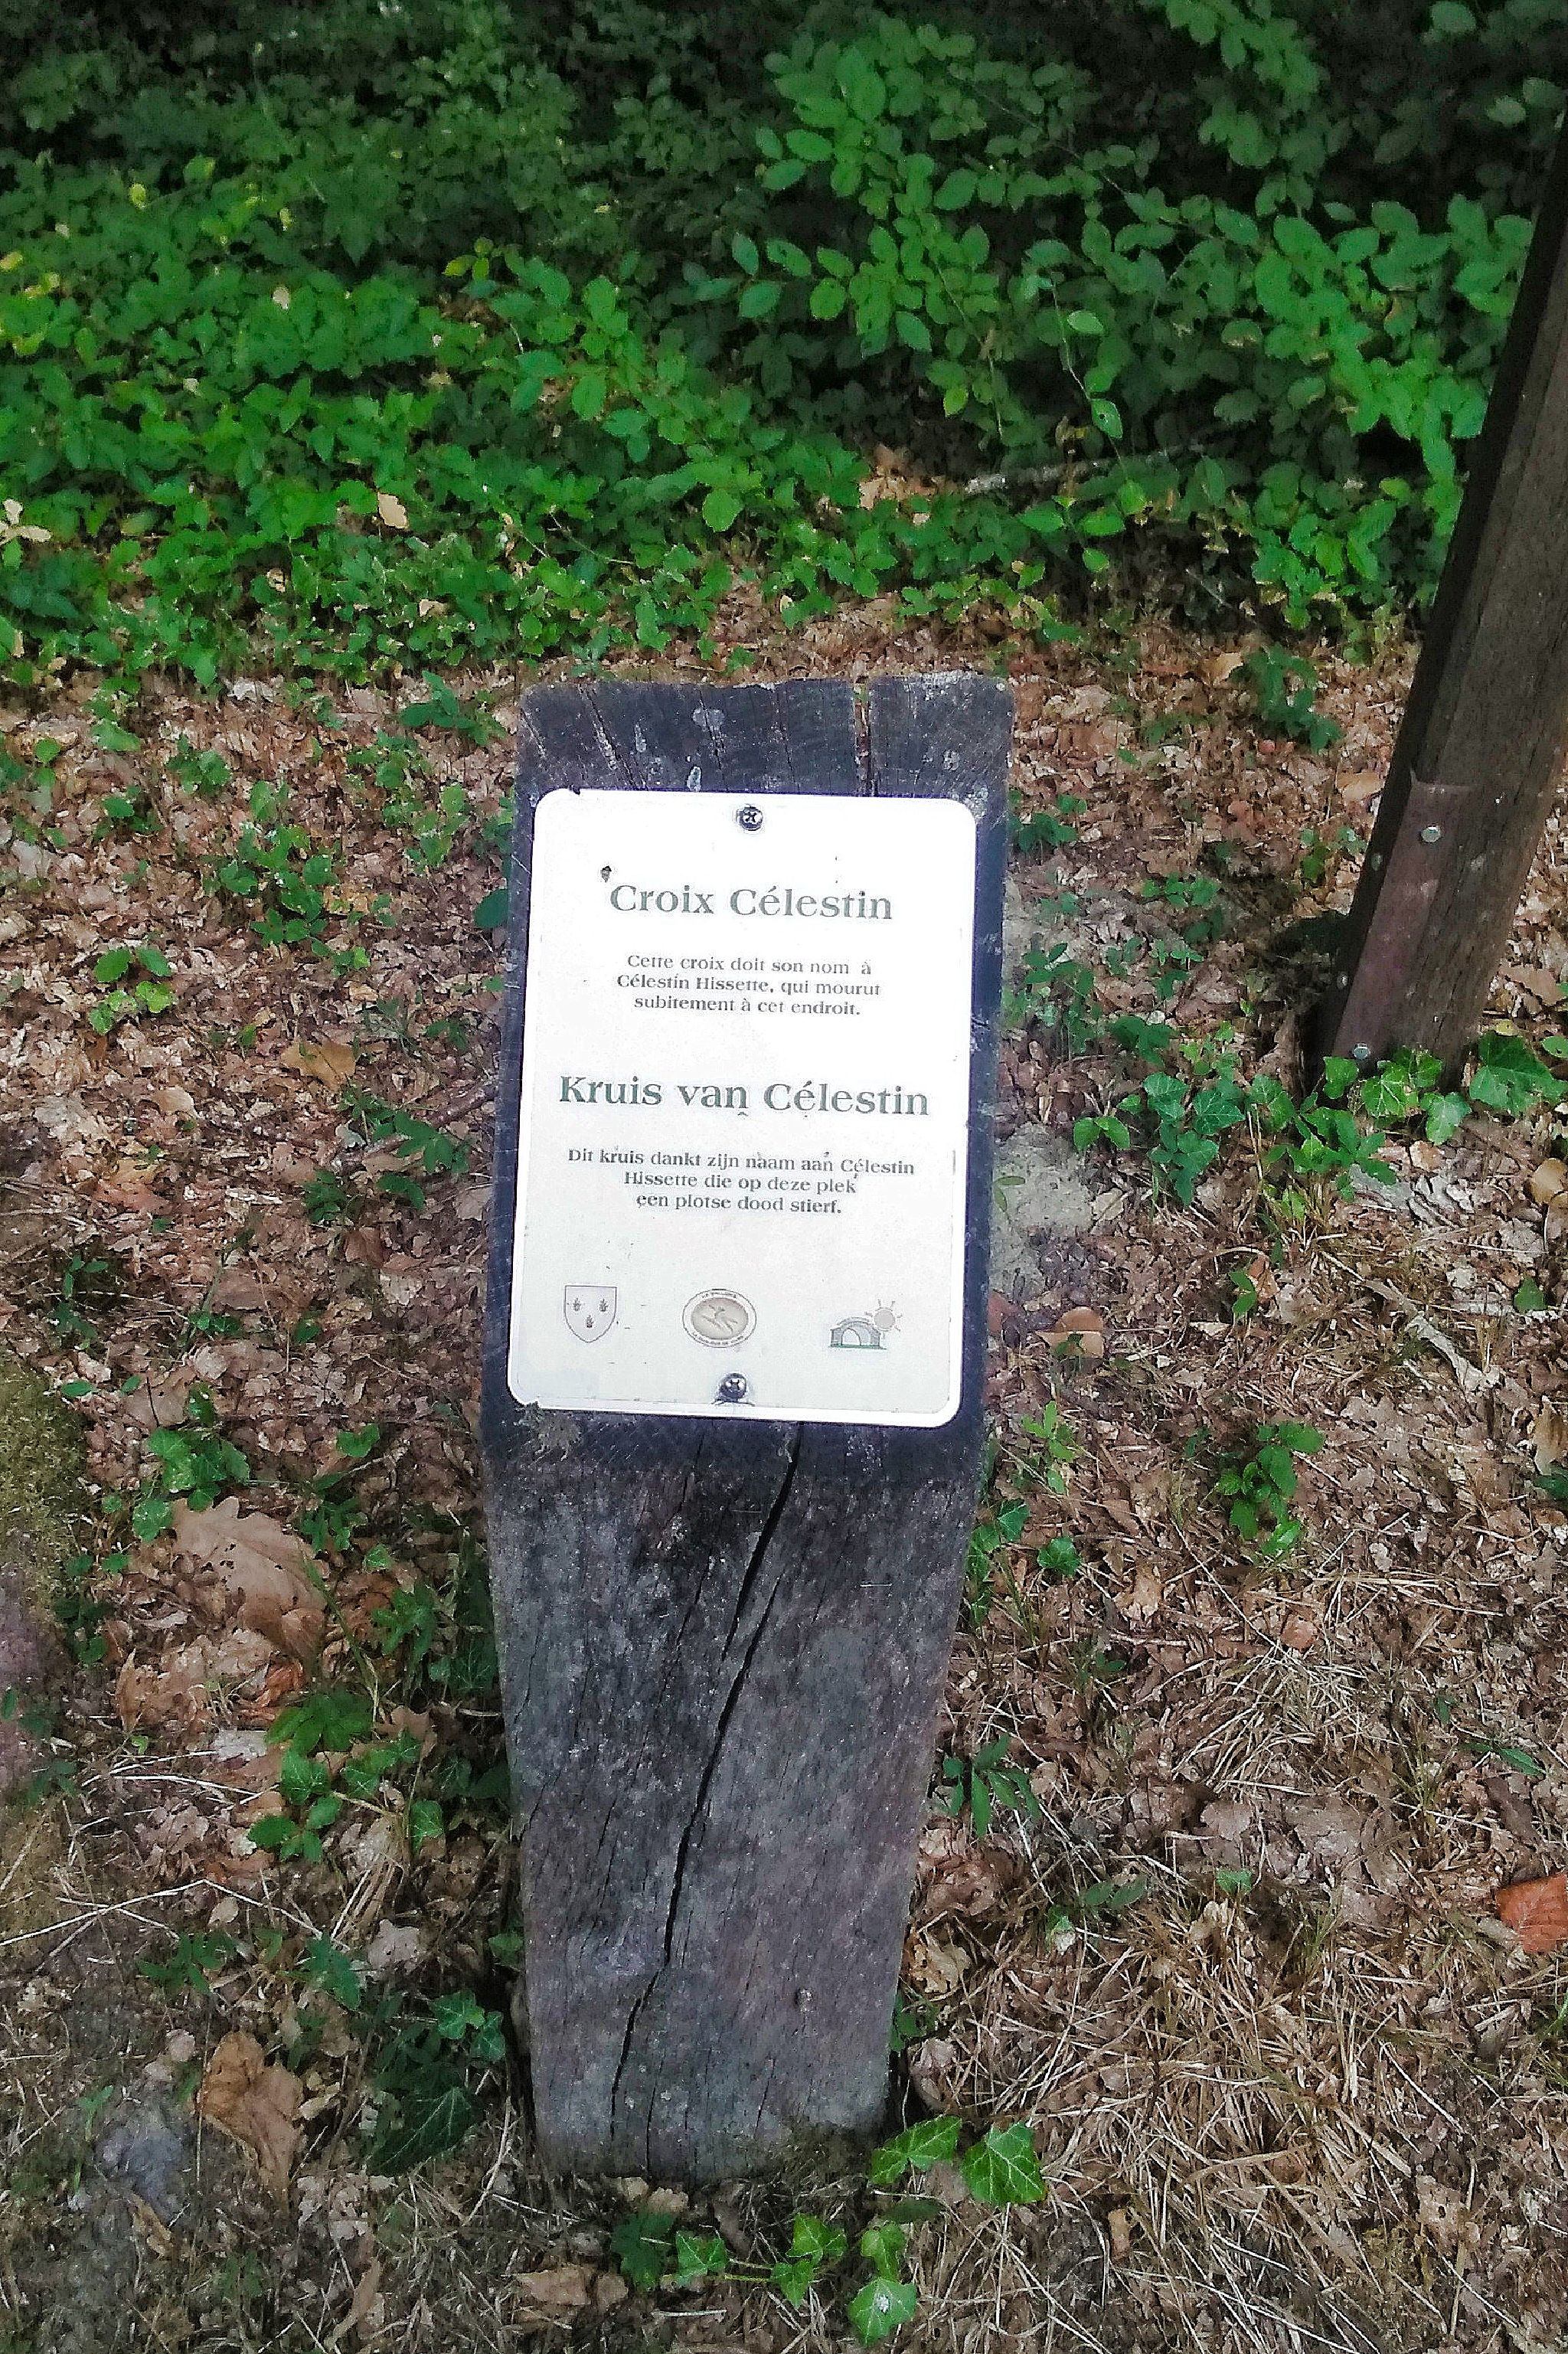 Croix Célestin
Cette croix doit son nom à
Célestin Hissette, qui mourut
subitement à cet endroit.
Kruis van Célestin
Dit kruis dankt zijn naam aan Célestin
Hissette die op deze plek
een plotse dood stierf.